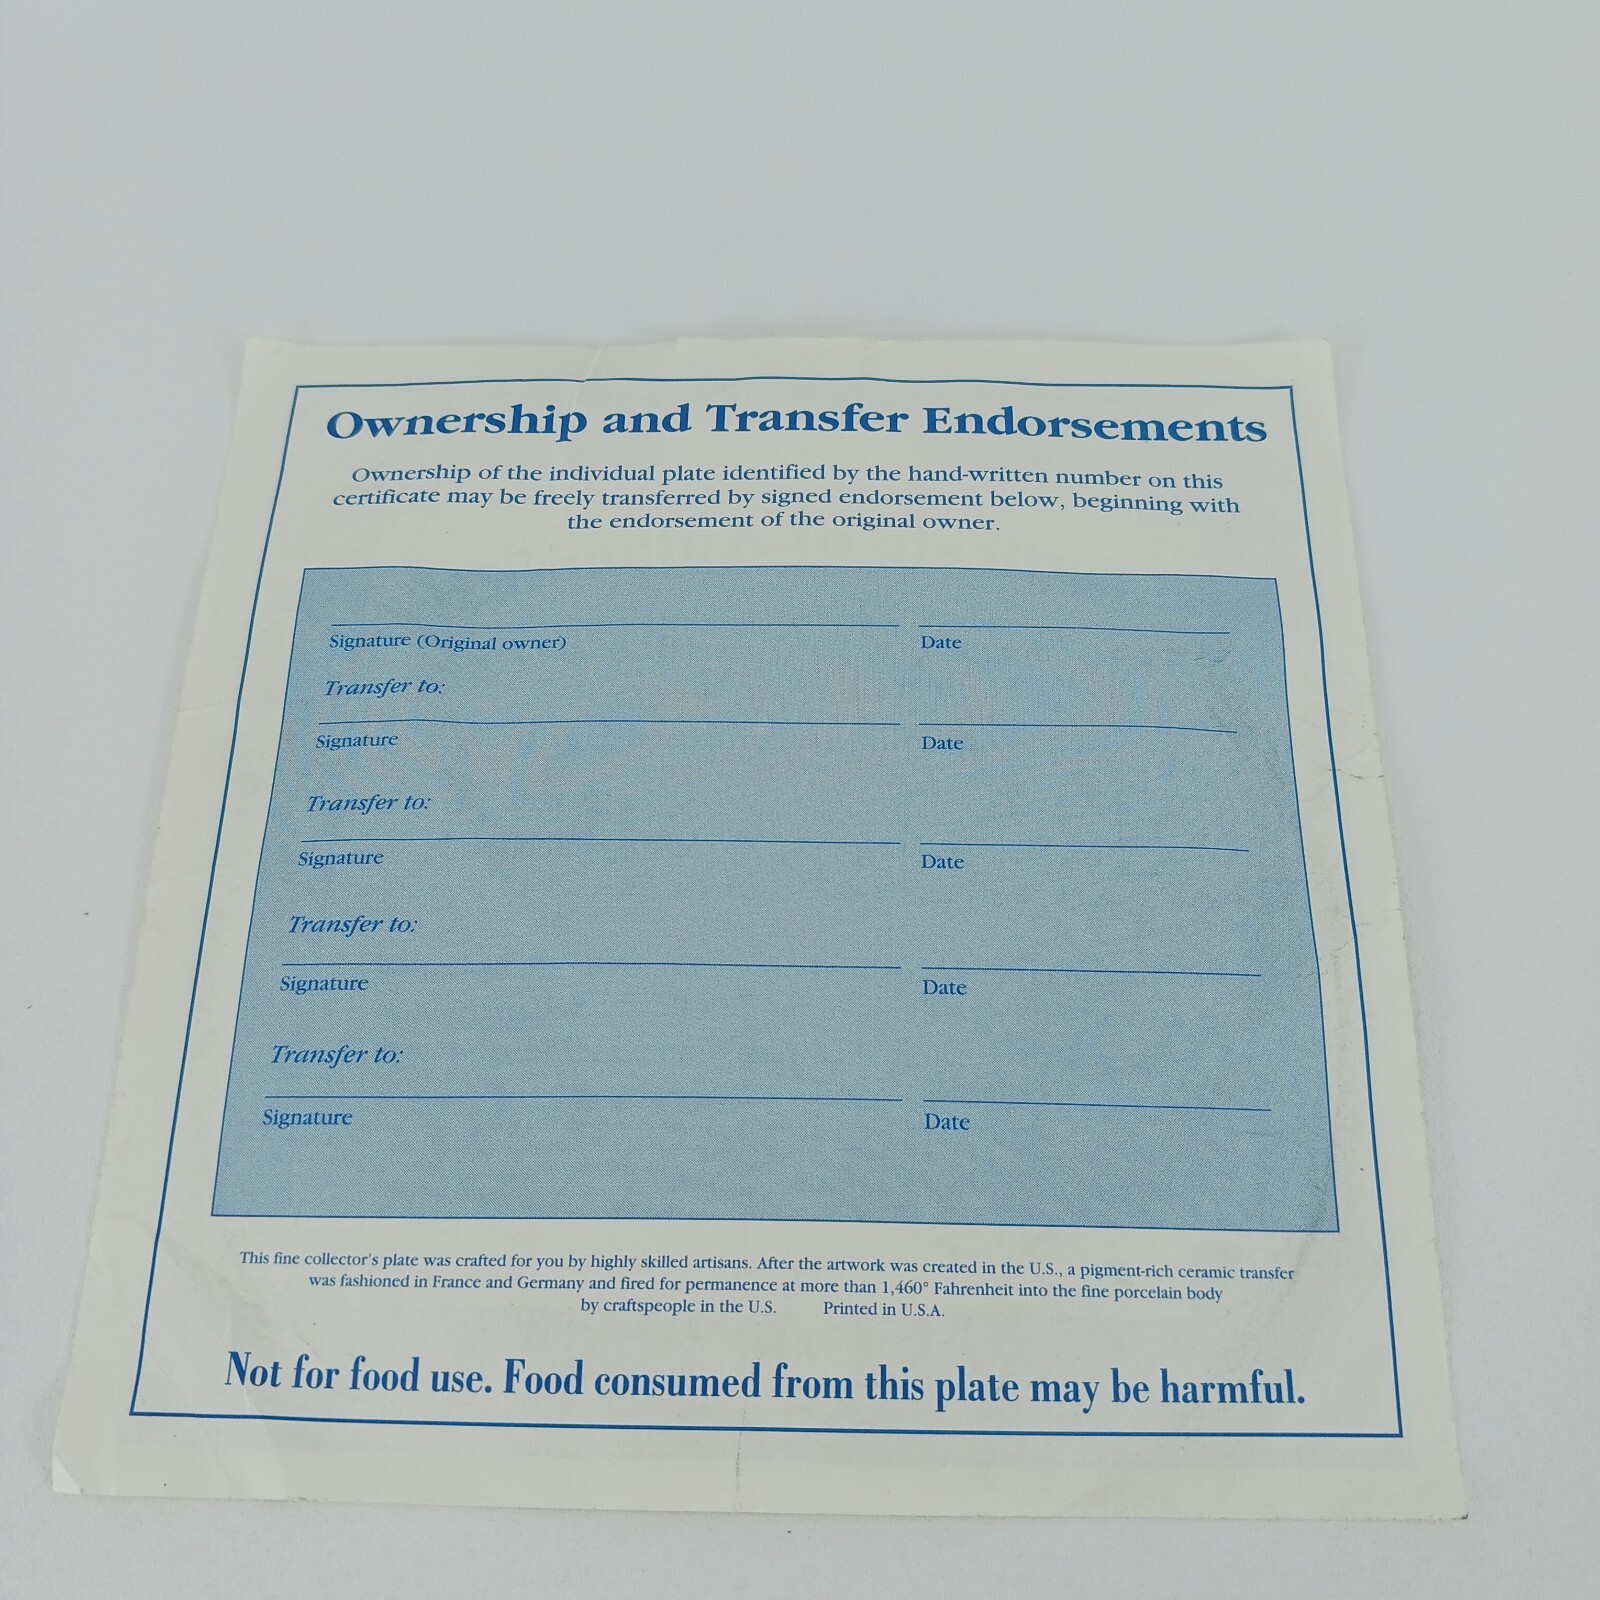 Ownership and Transfer Endorsements
Ownership of the individual plate identified by the hand-written number on this
certificate may be freely transferred by signed endorsement below, beginning with
the endorsement of the original owner.
Signature (Original owner) Date
Transfer to:
Signature Date
Transfer to:
Signature Date
Transfer to:
Signature Date
Transfer to:
Signature Date
This fine collector's plate was crafted for you by highly skilled artisans. After the artwork was created in the U.S., a pigment-rich ceramic transfer
was fashioned in France and Germany and fired for permanence at more than 1,460° Fahrenheit into the fine porcelain body
by craftspeople in the U.S. Printed in U.S.A.
Not for food use. Food consumed from this plate may be harmful.